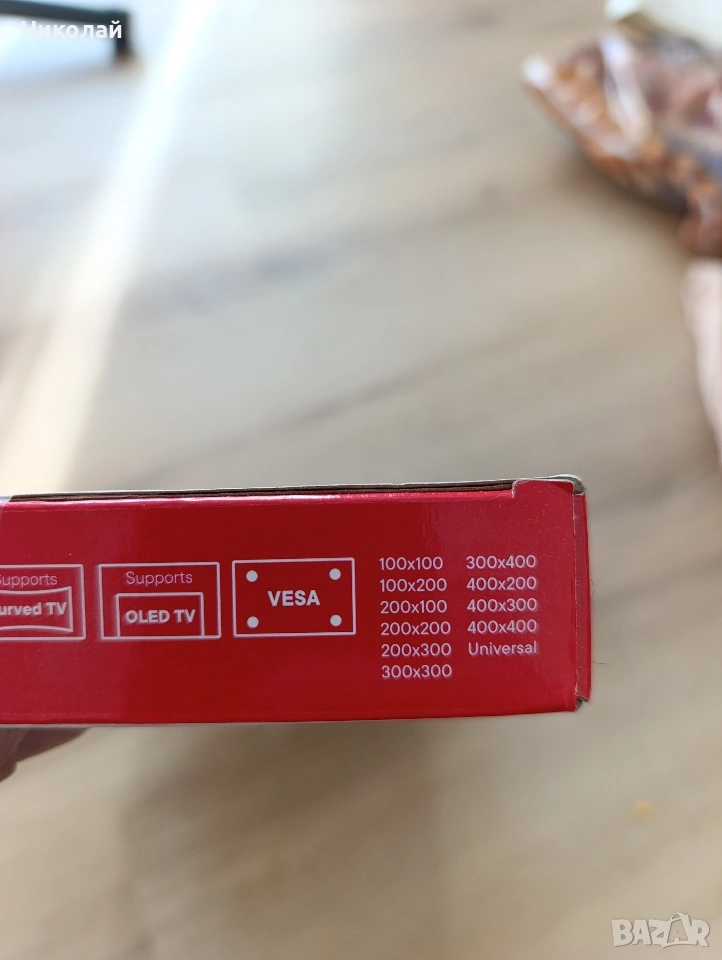 Николай
Supports
urved TV
Supports
OLED TV
VESA
100x100
100x200
200x100
200x200
200x300
300x300
300x400
400x200
400x300
400x400
Universal
BAZAR